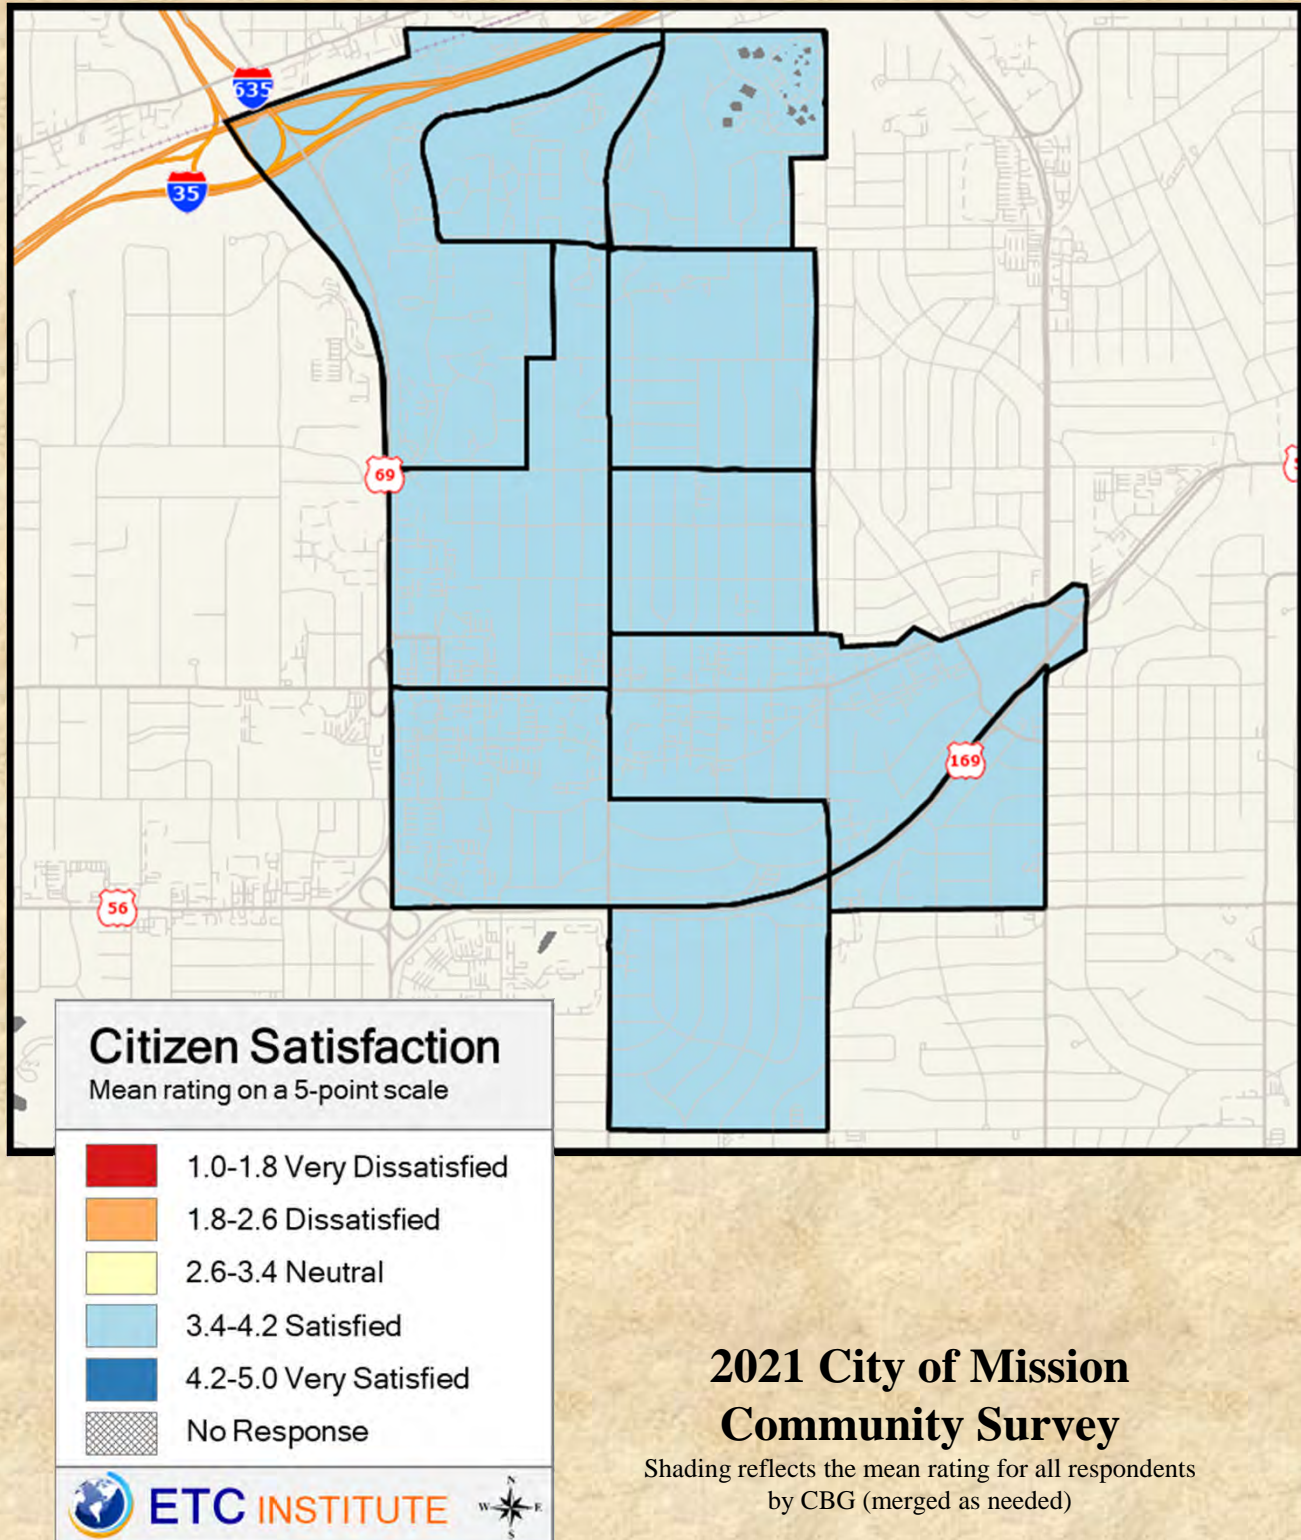 635
35
69
169
56
Citizen Satisfaction
Mean rating on a 5-point scale
1.0-1.8 Very Dissatisfied
1.8-2.6 Dissatisfied
2.6-3.4 Neutral
3.4-4.2 Satisfied
4.2-5.0 Very Satisfied
No Response
ETC INSTITUTE
N
W E
S
2021 City of Mission
Community Survey
Shading reflects the mean rating for all respondents
by CBG (merged as needed)